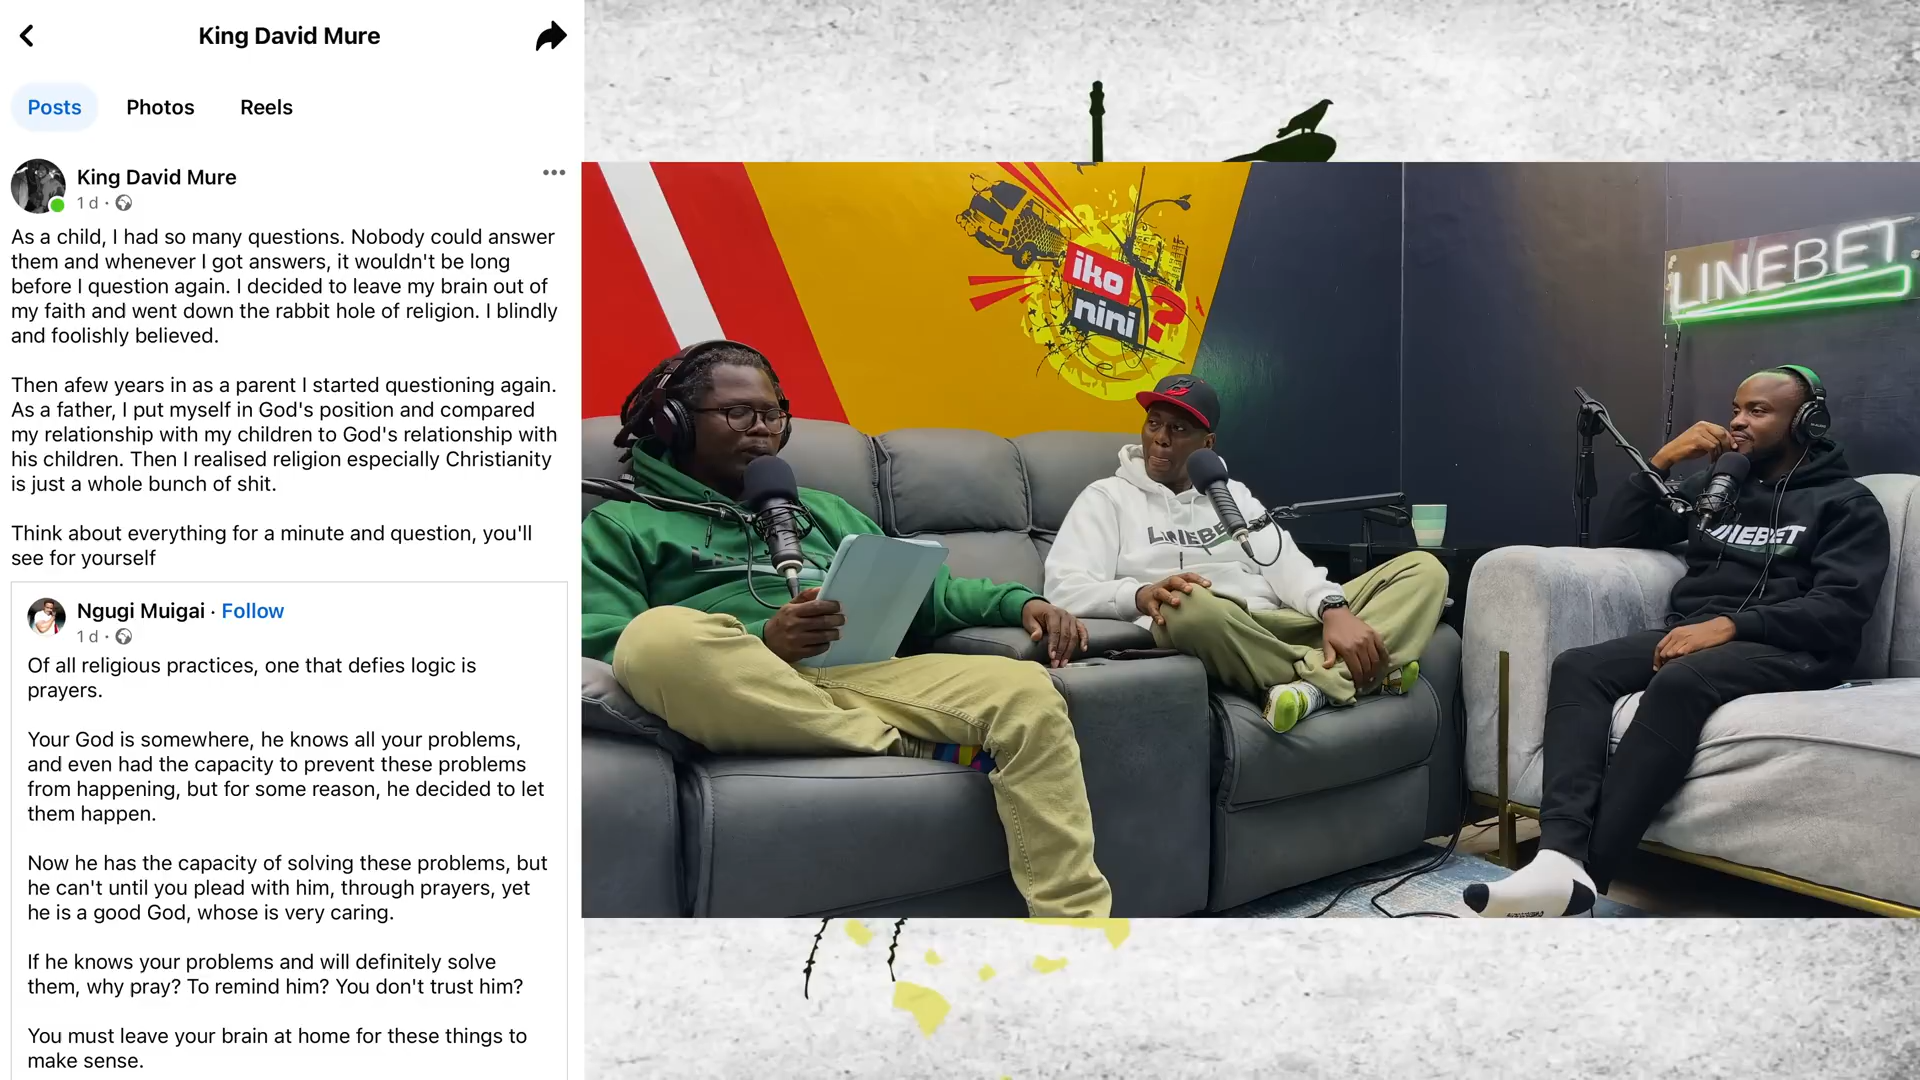 King David Mure
Posts
Photos
Reels
King David Mure
1 d ·
As a child, I had so many questions. Nobody could answer
them and whenever I got answers, it wouldn't be long
before I question again. I decided to leave my brain out of
my faith and went down the rabbit hole of religion. I blindly
and foolishly believed.
Then afew years in as a parent I started questioning again.
As a father, I put myself in God's position and compared
my relationship with my children to God's relationship with
his children. Then I realised religion especially Christianity
is just a whole bunch of shit.
Think about everything for a minute and question, you'll
see for yourself
Ngugi Muigai · Follow
1 d ·
Of all religious practices, one that defies logic is
prayers.
Your God is somewhere, he knows all your problems,
and even had the capacity to prevent these problems
from happening, but for some reason, he decided to let
them happen.
Now he has the capacity of solving these problems, but
he can't until you plead with him, through prayers, yet
he is a good God, whose is very caring.
If he knows your problems and will definitely solve
them, why pray? To remind him? You don't trust him?
You must leave your brain at home for these things to
make sense.
iko
nini ?
LINEBET
LINEBET
LINEBET